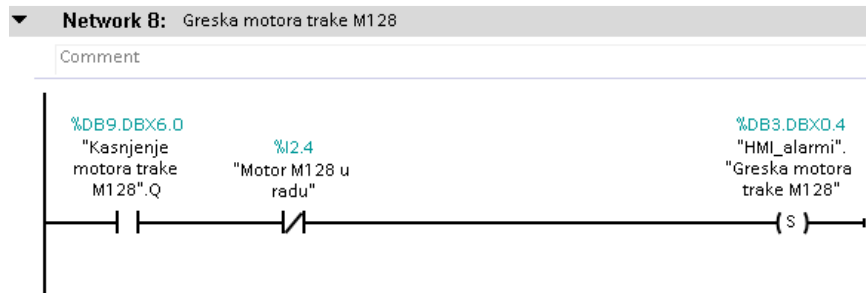 Network 8: Greska motora trake M128
Comment
%DB9.DBX6.0
"Kasnjenje
motora trake
M128".Q
%I2.4
"Motor M128 u
radu"
%DB3.DBX0.4
"HMI_alarmi".
"Greska motora
trake M128"
S